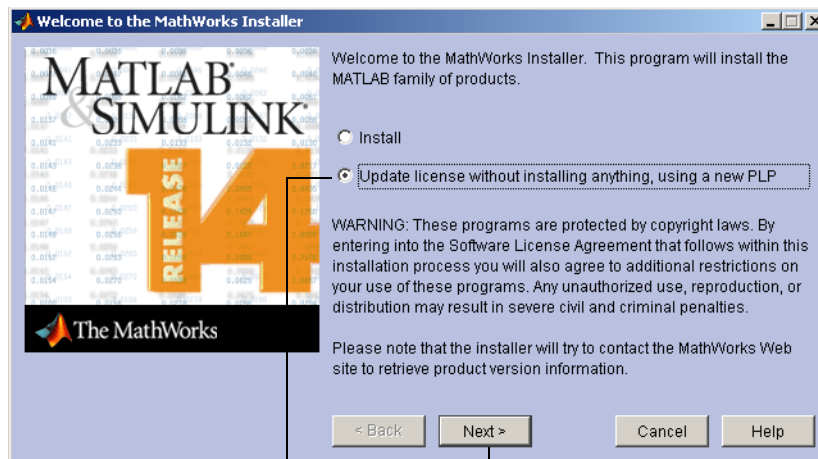 Welcome to the MathWorks Installer
MATLAB®
& SIMULINK®
RELEASE 14
The MathWorks
Welcome to the MathWorks Installer. This program will install the
MATLAB family of products.
Install
Update license without installing anything, using a new PLP
WARNING: These programs are protected by copyright laws. By
entering into the Software License Agreement that follows within this
installation process you will also agree to additional restrictions on
your use of these programs. Any unauthorized use, reproduction, or
distribution may result in severe civil and criminal penalties.
Please note that the installer will try to contact the MathWorks Web
site to retrieve product version information.
< Back
Next >
Cancel
Help